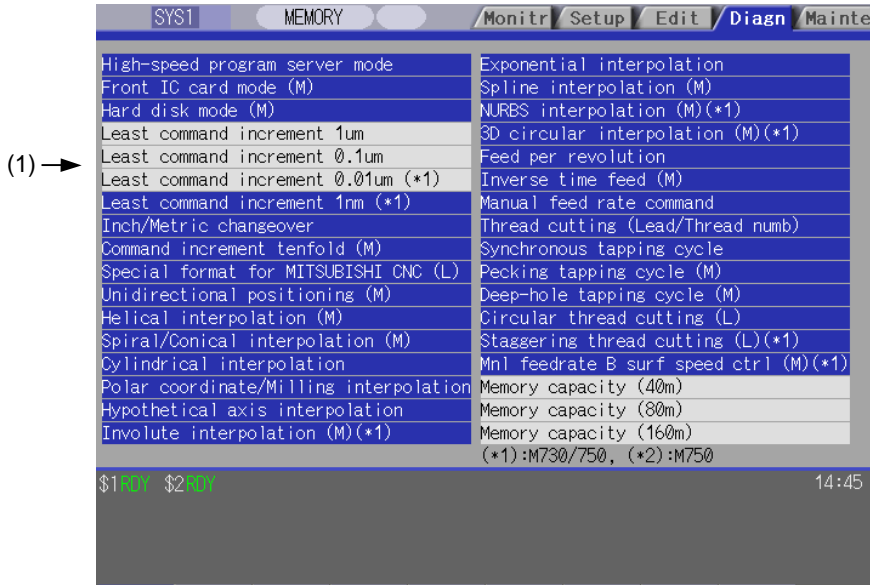 SYS1 MEMORY Monitr Setup Edit Diagn Mainte
High-speed program server mode
Front IC card mode (M)
Hard disk mode (M)
Least command increment 1um
Least command increment 0.1um
Least command increment 0.01um (*1)
Least command increment 1nm (*1)
Inch/Metric changeover
Command increment tenfold (M)
Special format for MITSUBISHI CNC (L)
Unidirectional positioning (M)
Helical interpolation (M)
Spiral/Conical interpolation (M)
Cylindrical interpolation
Polar coordinate/Milling interpolation
Hypothetical axis interpolation
Involute interpolation (M)(*1)
Exponential interpolation
Spline interpolation (M)
NURBS interpolation (M)(*1)
3D circular interpolation (M)(*1)
Feed per revolution
Inverse time feed (M)
Manual feed rate command
Thread cutting (Lead/Thread numb)
Synchronous tapping cycle
Pecking tapping cycle (M)
Deep-hole tapping cycle (M)
Circular thread cutting (L)
Staggering thread cutting (L)(*1)
Mnl feedrate B surf speed ctrl (M)(*1)
Memory capacity (40m)
Memory capacity (80m)
Memory capacity (160m)
(*1):M730/750, (*2):M750
(1)
$1RDY $2RDY 14:45